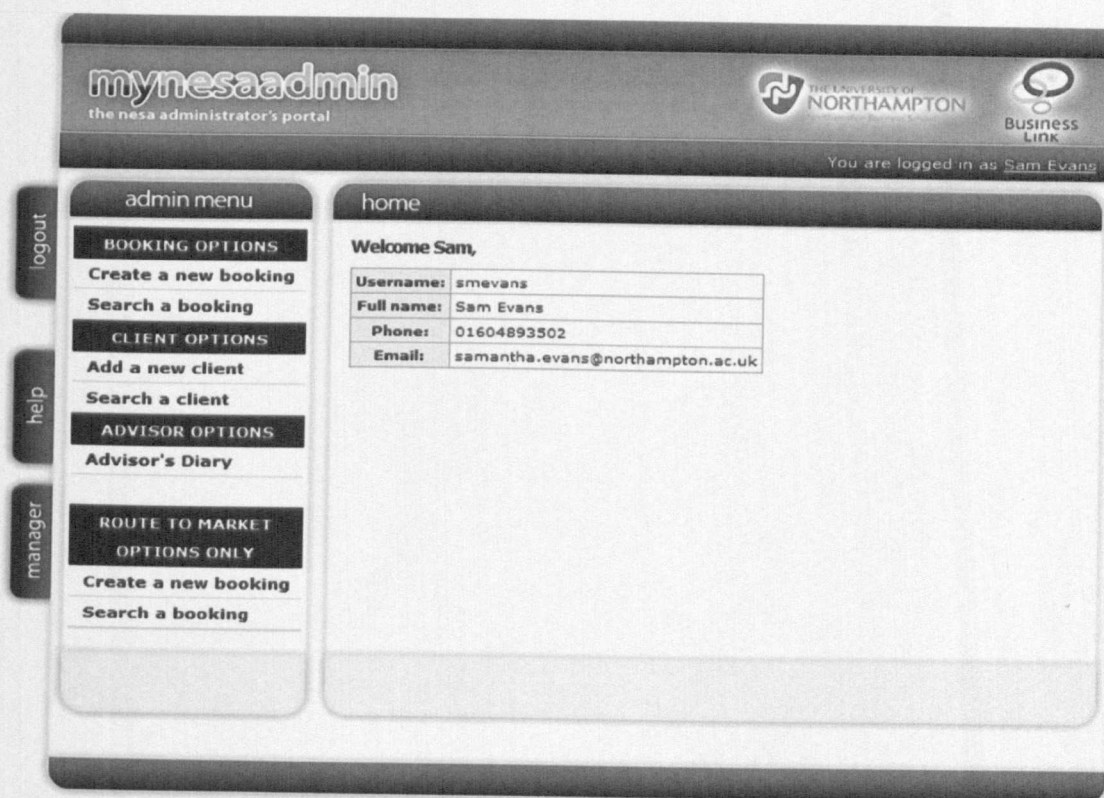 mynesaadmin
the nesa administrator's portal
THE UNIVERSITY OF
NORTHAMPTON
Business
Link
You are logged in as Sam Evans
logout
help
manager
admin menu
BOOKING OPTIONS
Create a new booking
Search a booking
CLIENT OPTIONS
Add a new client
Search a client
ADVISOR OPTIONS
Advisor's Diary
ROUTE TO MARKET
OPTIONS ONLY
Create a new booking
Search a booking
home
Welcome Sam,
Username: smevans
Full name: Sam Evans
Phone: 01604893502
Email: samantha.evans@northampton.ac.uk